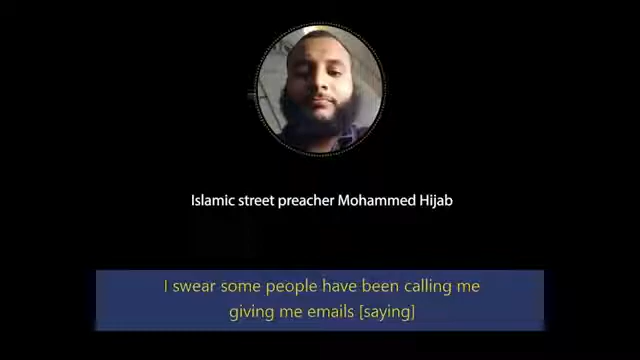 Islamic street preacher Mohammed Hijab
I swear some people have been calling me
giving me emails [saying]